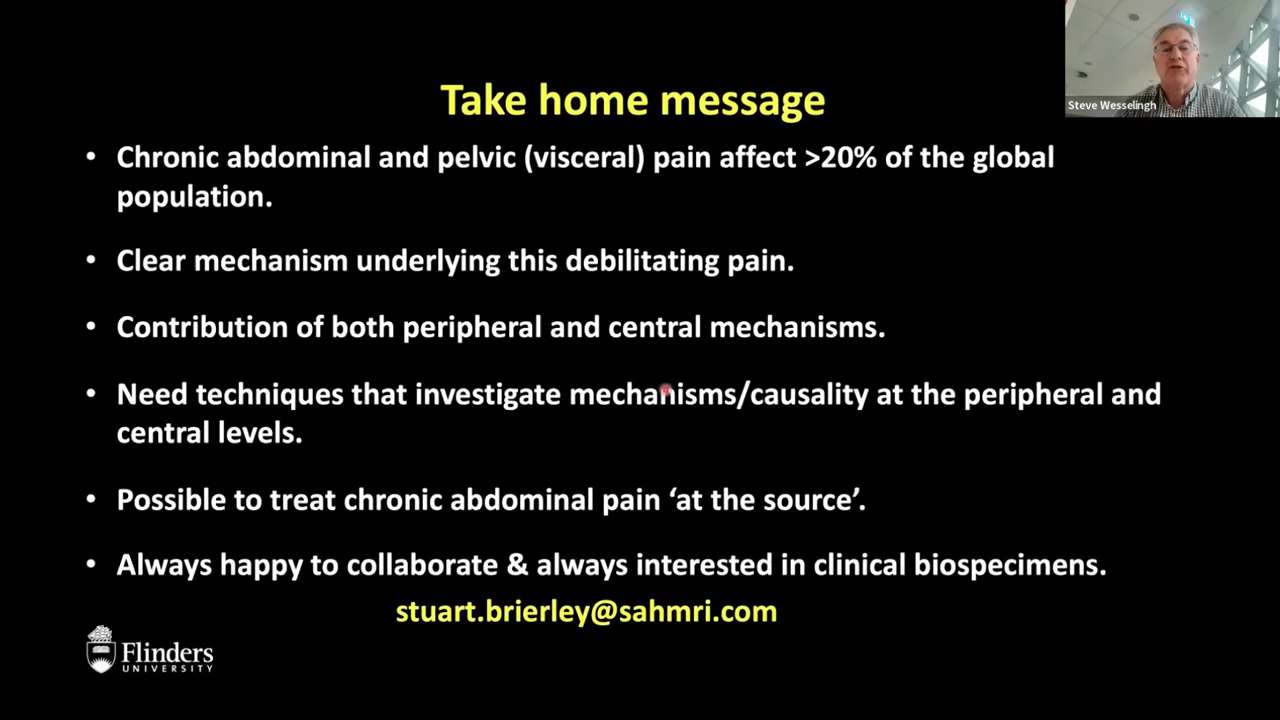 Steve Wesselingh
Take home message
• Chronic abdominal and pelvic (visceral) pain affect >20% of the global
population.
• Clear mechanism underlying this debilitating pain.
• Contribution of both peripheral and central mechanisms.
• Need techniques that investigate mechanisms/causality at the peripheral and
central levels.
• Possible to treat chronic abdominal pain ‘at the source’.
• Always happy to collaborate & always interested in clinical biospecimens.
stuart.brierley@sahmri.com
Flinders
UNIVERSITY